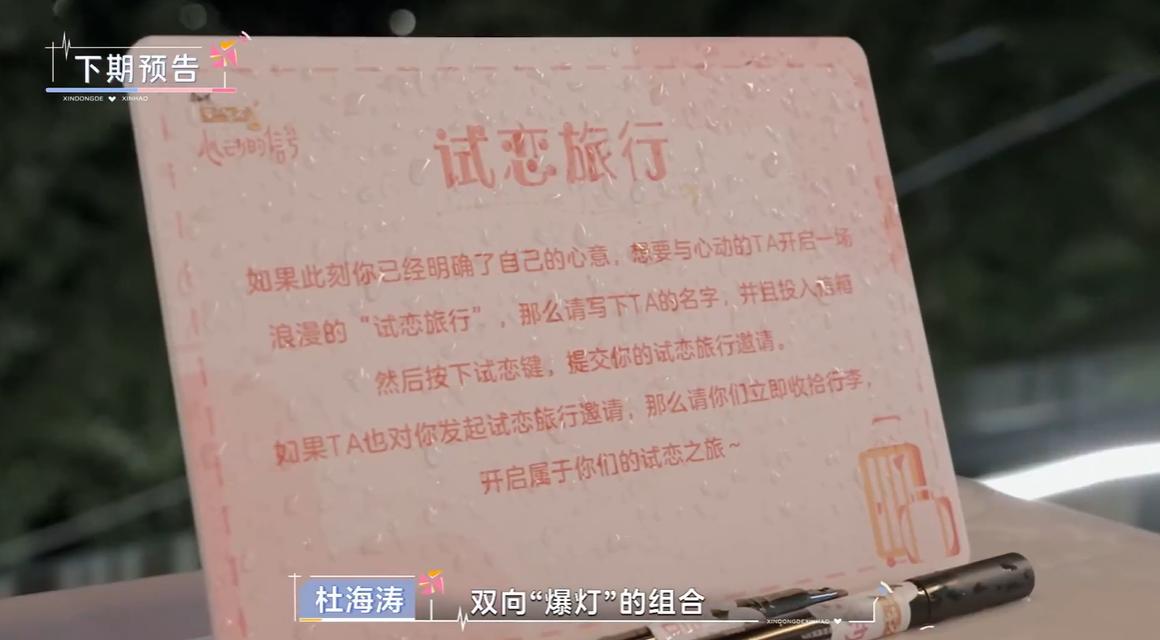 下期预告
XINDONGDE XINHAO
心动的信号
试恋旅行
如果此刻你已经明确了自己的心意，想要与心动的TA开启一场
浪漫的“试恋旅行”，那么请写下TA的名字，并且投入信箱
然后按下试恋键，提交你的试恋旅行邀请。
如果TA也对你发起试恋旅行邀请，那么请你们立即收拾行李，
开启属于你们的试恋之旅~
杜海涛 双向“爆灯”的组合
XINDONGDEXINHAO